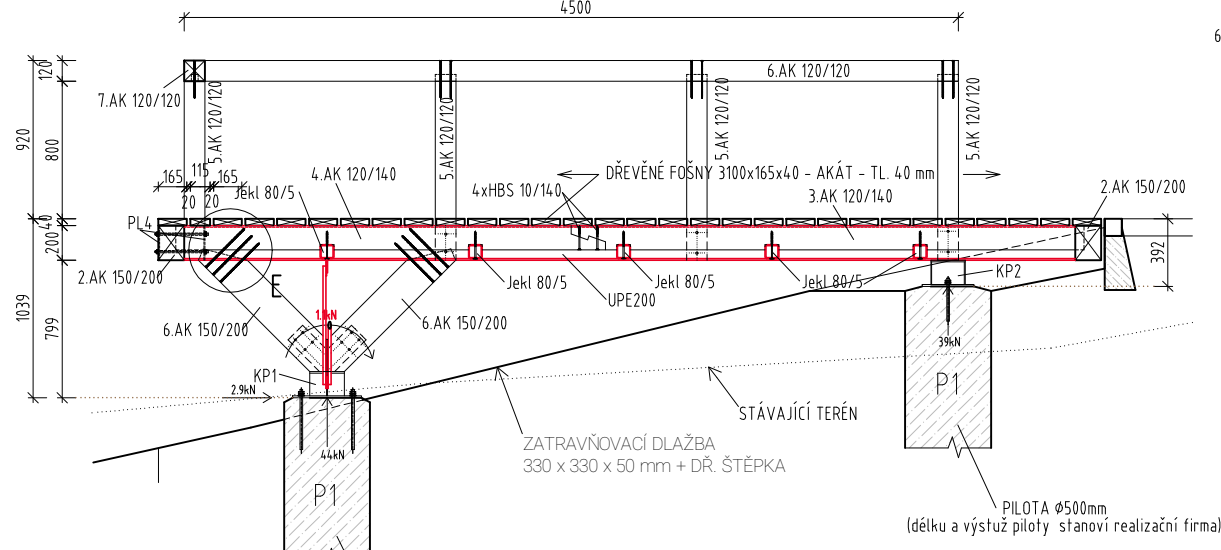 4500
6
120
7.AK 120/120
6.AK 120/120
5.AK 120/120
5.AK 120/120
5.AK 120/120
5.AK 120/120
920
800
115
165
165
20
20
Jekl 80/5
4.AK 120/140
4xHBS 10/140
DŘEVĚNÉ FOŠNY 3100x165x40 - AKÁT - TL. 40 mm
3.AKÁT 120/140
2.AK 150/200
PL4
40
200
392
2.AK 150/200
E
Jekl 80/5
Jekl 80/5
Jekl 80/5
UPE200
KP2
1039
799
6.AK 150/200
6.AK 150/200
39kN
KP1
2.9kN
P1
STÁVAJÍCÍ TERÉN
ZATRAVŇOVACÍ DLAŽBA
330 x 330 x 50 mm + DŘ. ŠTĚPKA
44kN
P1
PILOTA Ø500mm
(délku a výstuž piloty stanoví realizační firma)